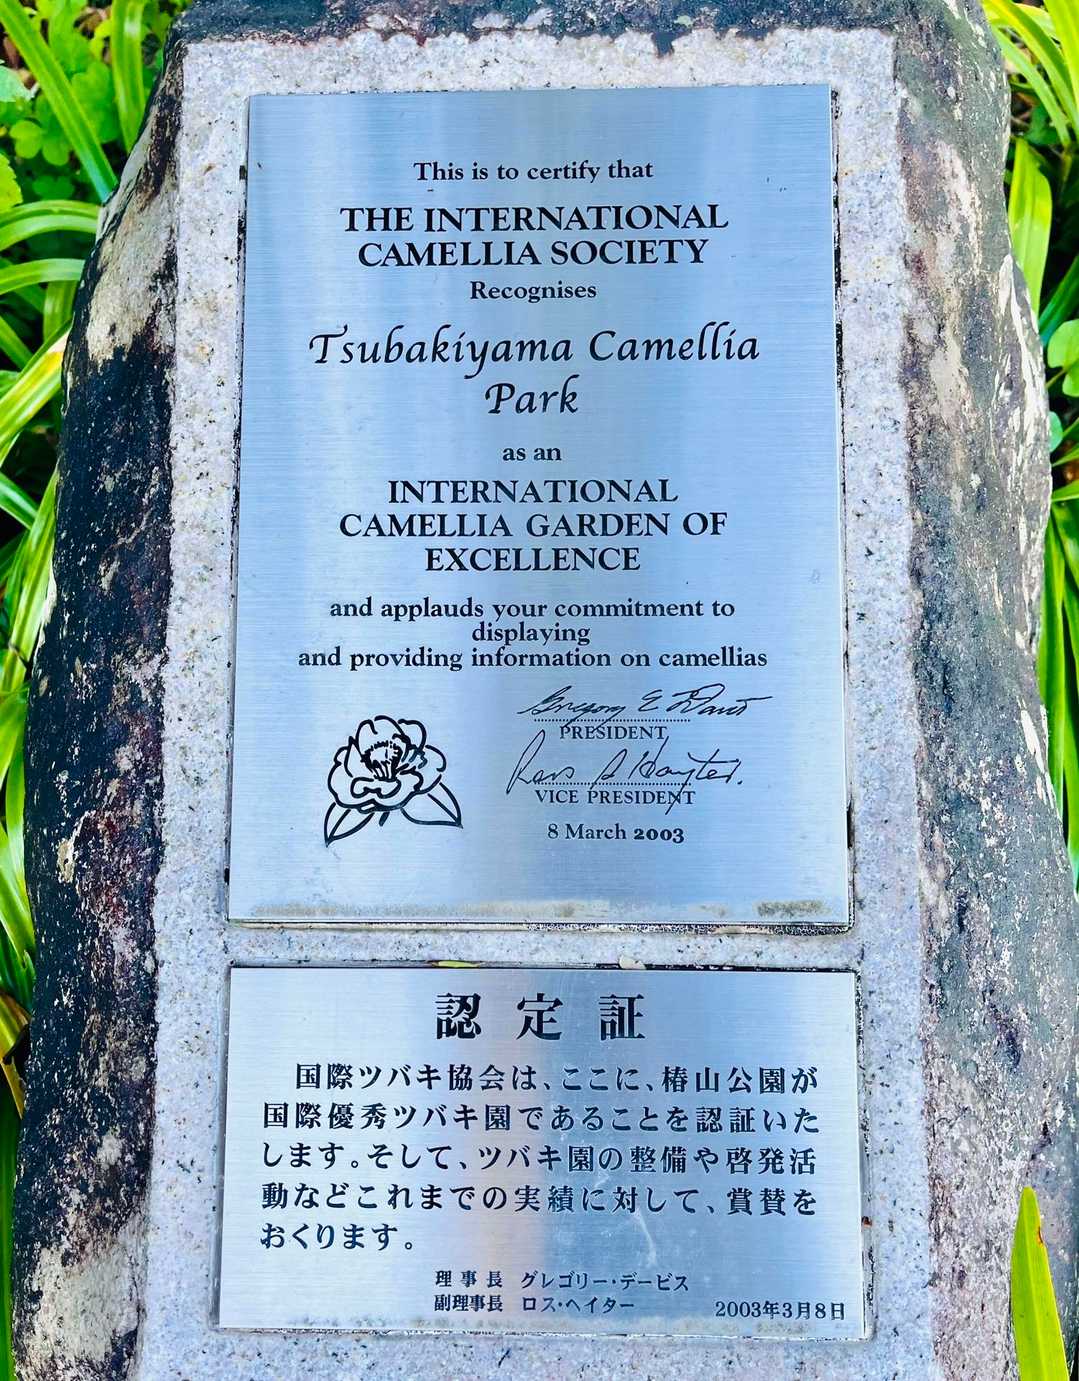 This is to certify that
THE INTERNATIONAL
CAMELLIA SOCIETY
Recognises
Tsubakiyama Camellia
Park
as an
INTERNATIONAL
CAMELLIA GARDEN OF
EXCELLENCE
and applauds your commitment to
displaying
and providing information on camellias
Gregory E Davis
PRESIDENT
Ross B Hayter
VICE PRESIDENT
8 March 2003
認定証
国際ツバキ協会は、ここに、椿山公園が
国際優秀ツバキ園であることを認証いた
します。そして、ツバキ園の整備や啓発活
動などこれまでの実績に対して、賞賛を
おくります。
理事長 グレゴリー・デービス
副理事長 ロス・ヘイター
2003年3月8日